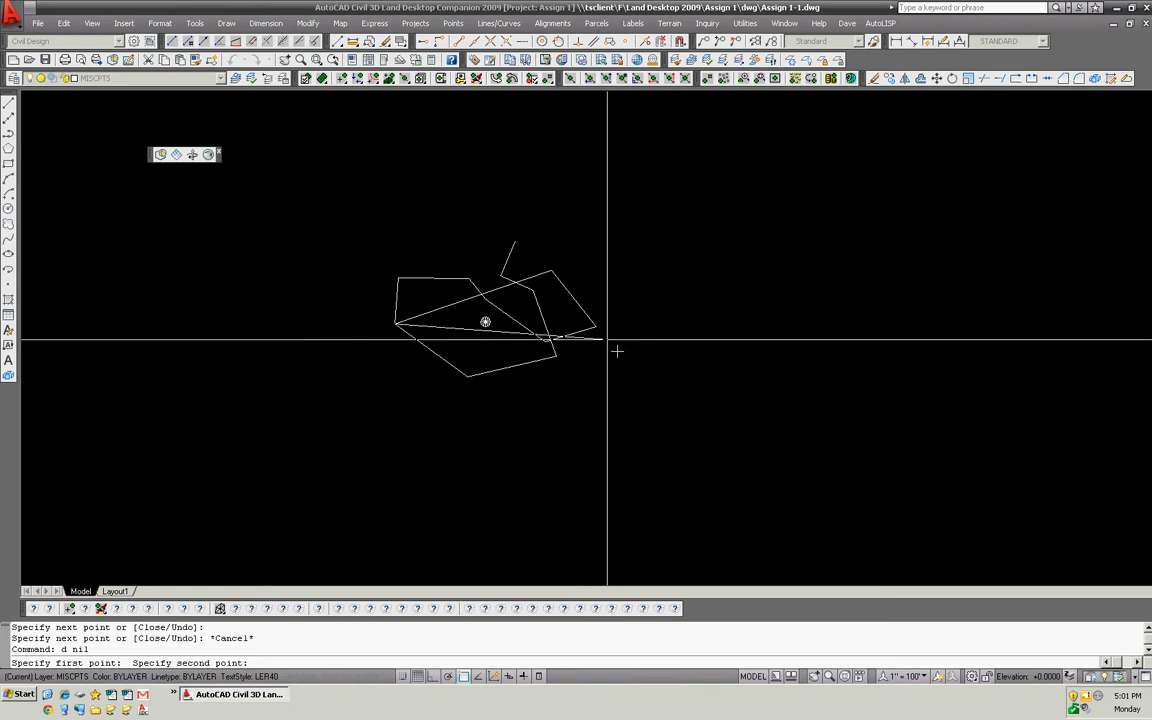 AutoCAD Civil 3D Land Desktop Companion 2009 [Project: Assign 1] \\tsclient\F\Land Desktop 2009\Assign 1\dwg\Assign 1-1.dwg
Type a keyword or phrase
File Edit View Insert Format Tools Draw Dimension Modify Map Express Projects Points Lines/Curves Alignments Parcels Labels Terrain Inquiry Utilities Window Help Dave AutoLISP
Civil Design
Standard
STANDARD
MISCPTS
Model
Layout1
Specify next point or [Close/Undo]:
Specify next point or [Close/Undo]: *Cancel*
Command: d nil
Specify first point:  Specify second point:
(Current) Layer: MISCPTS Color: BYLAYER Linetype: BYLAYER TextStyle: LER40
MODEL
1" = 100'
Elevation: +0.0000
Start
AutoCAD Civil 3D Lan...
5:01 PM
Monday